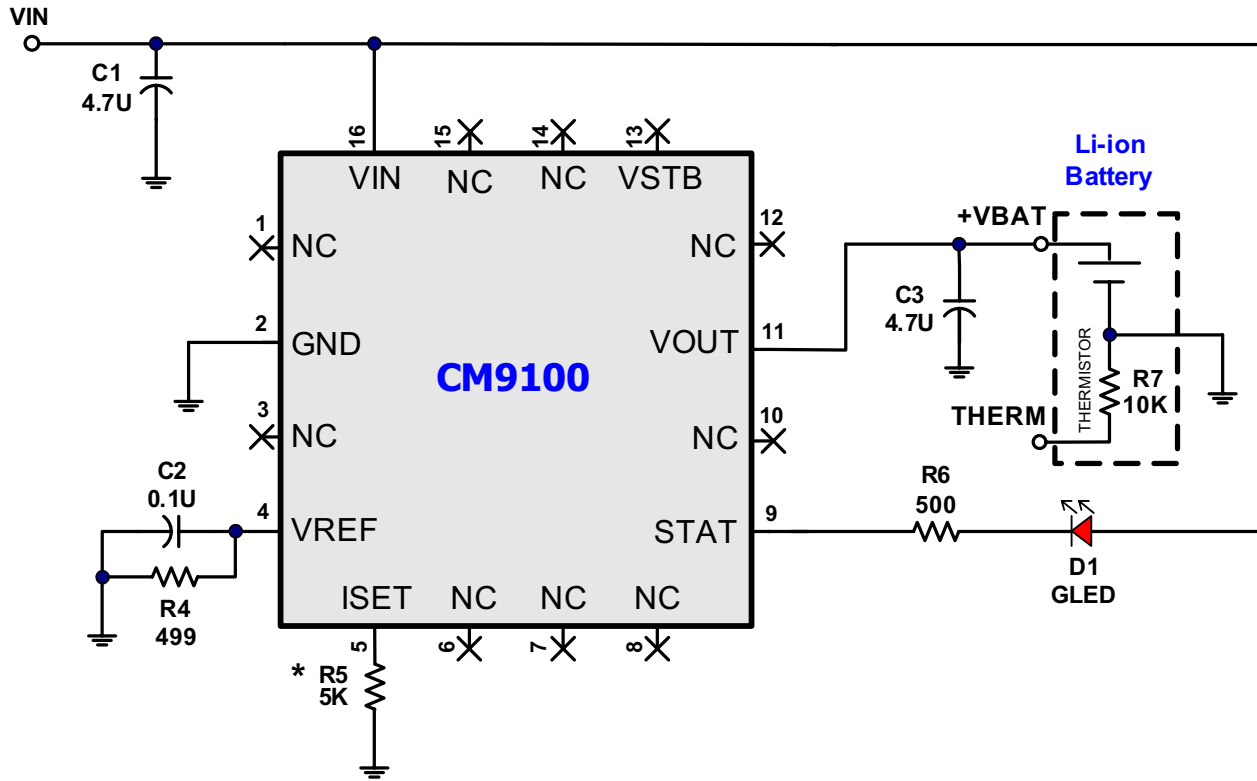 VIN
C1
4.7U
16
15
14
13
VIN
NC
NC
VSTB
Li-ion
Battery
1
NC
12
NC
+VBAT
2
GND
C3
4.7U
VOUT
11
CM9100
THERMISTOR
R7
10K
3
NC
10
NC
THERM
C2
0.1U
4
VREF
R6
500
STAT
9
R4
499
ISET
NC
NC
NC
D1
GLED
5
6
7
8
* R5
5K